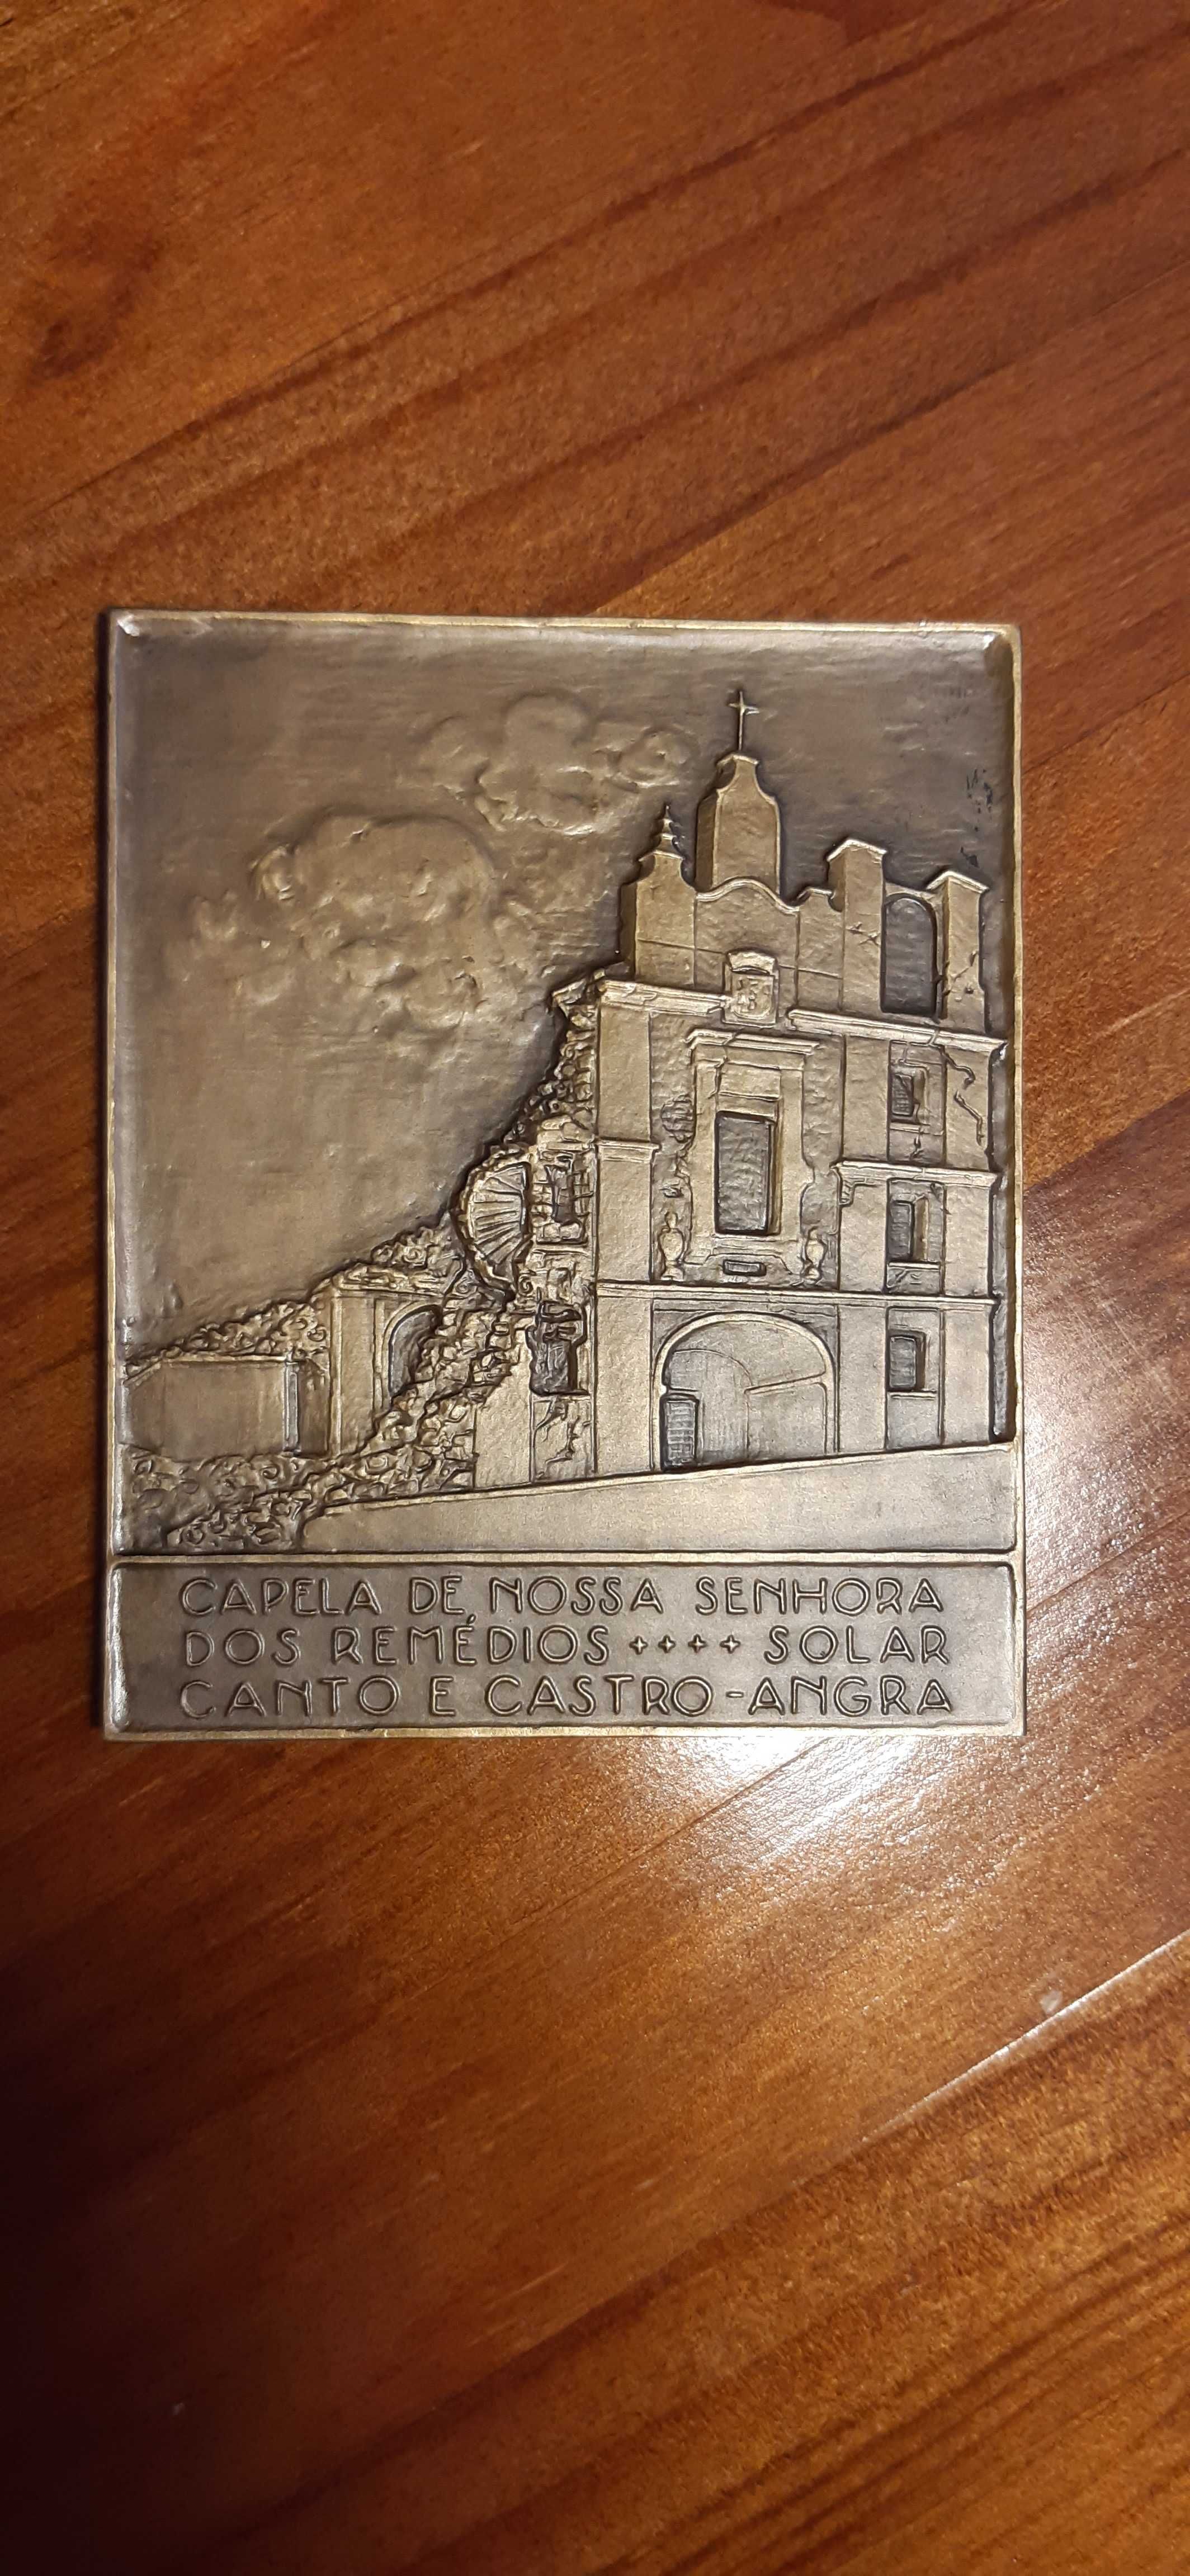 CAPELA DE NOSSA SENHORA
DOS REMÉDIOS ++++ SOLAR
CANTO E CASTRO-ANGRA